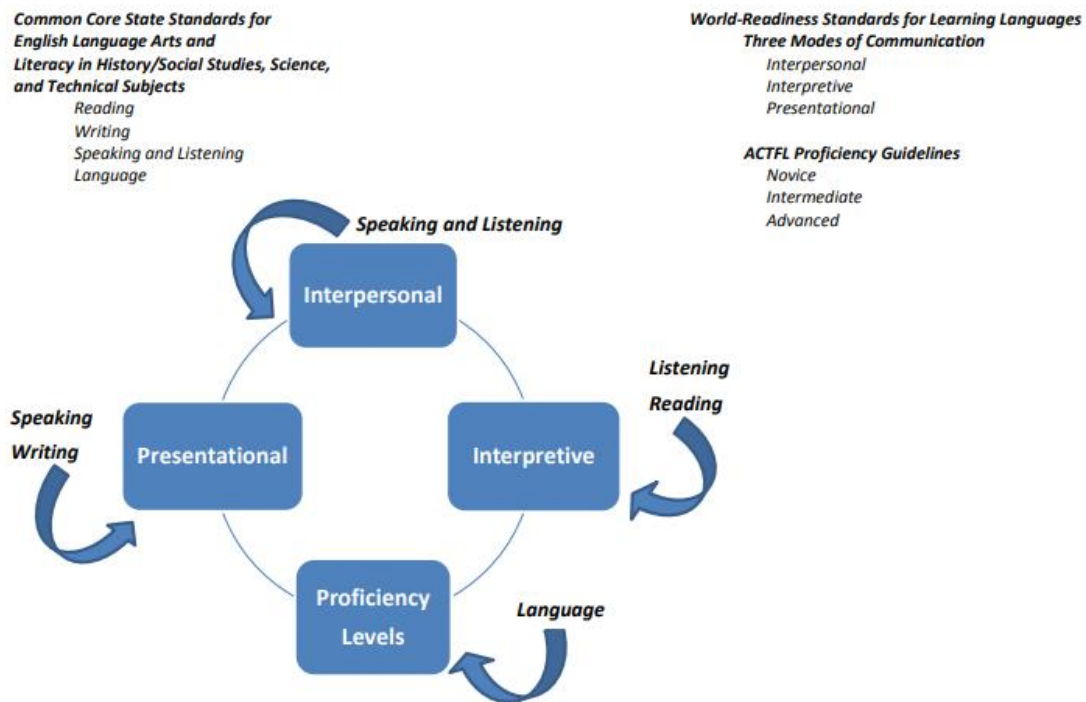 Common Core State Standards for
English Language Arts and
Literacy in History/Social Studies, Science,
and Technical Subjects
Reading
Writing
Speaking and Listening
Language
World-Readiness Standards for Learning Languages
Three Modes of Communication
Interpersonal
Interpretive
Presentational
ACTFL Proficiency Guidelines
Novice
Intermediate
Advanced
Speaking and Listening
Interpersonal
Listening
Reading
Speaking
Writing
Presentational
Interpretive
Proficiency
Levels
Language